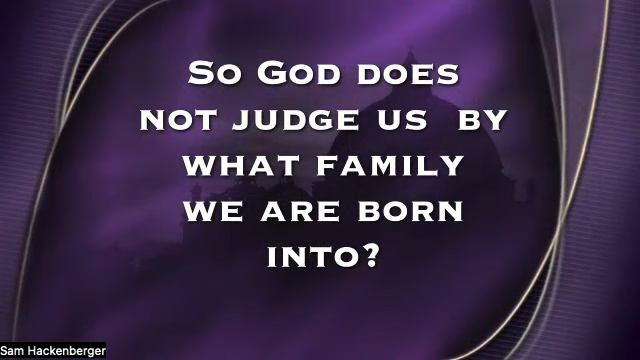 So God does
not judge us  by
what family
we are born
into?
Sam Hackenberger